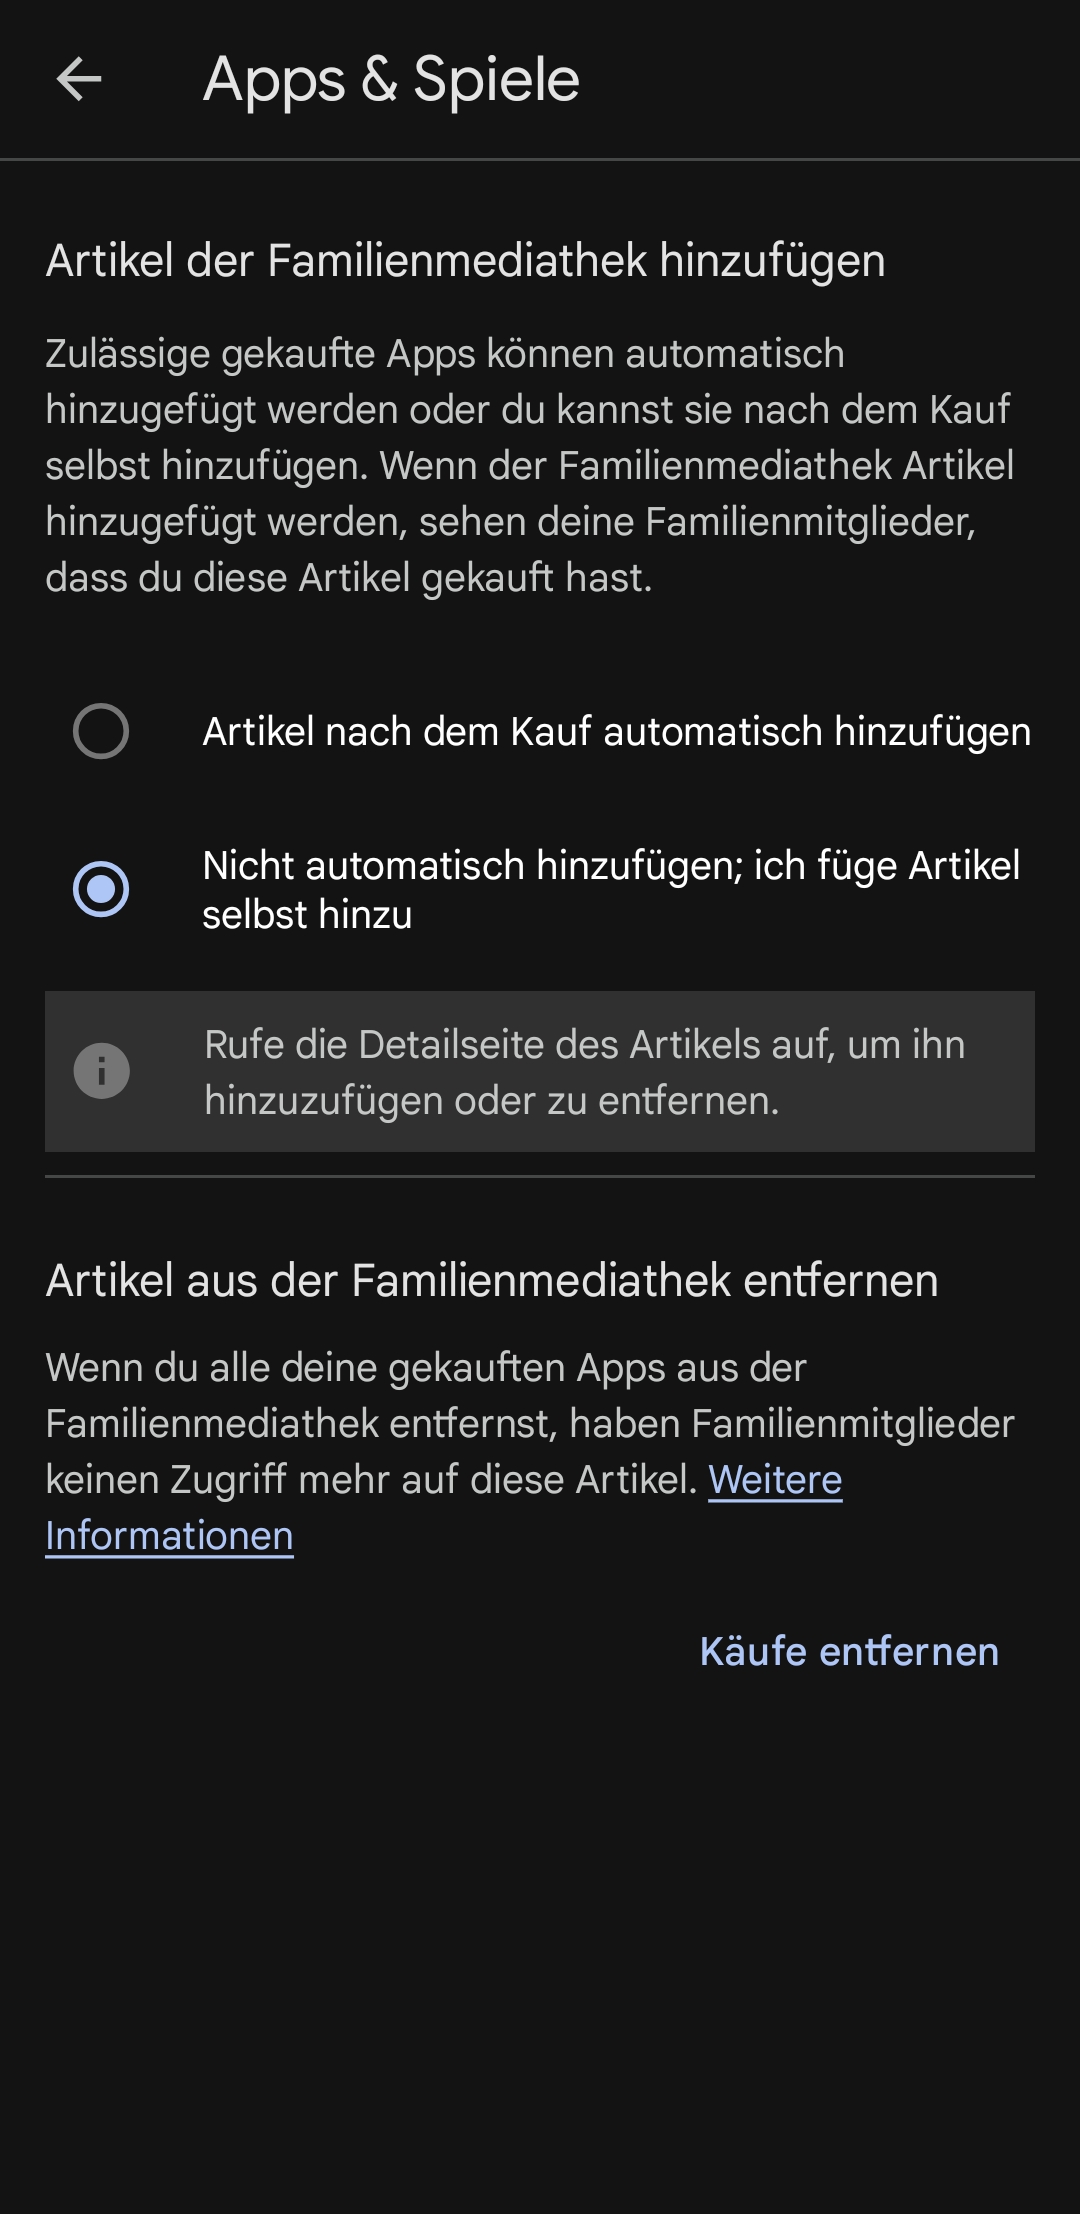 Apps & Spiele
Artikel der Familienmediathek hinzufügen
Zulässige gekaufte Apps können automatisch
hinzugefügt werden oder du kannst sie nach dem Kauf
selbst hinzufügen. Wenn der Familienmediathek Artikel
hinzugefügt werden, sehen deine Familienmitglieder,
dass du diese Artikel gekauft hast.
Artikel nach dem Kauf automatisch hinzufügen
Nicht automatisch hinzufügen; ich füge Artikel
selbst hinzu
Rufe die Detailseite des Artikels auf, um ihn
hinzuzufügen oder zu entfernen.
Artikel aus der Familienmediathek entfernen
Wenn du alle deine gekauften Apps aus der
Familienmediathek entfernst, haben Familienmitglieder
keinen Zugriff mehr auf diese Artikel. Weitere
Informationen
Käufe entfernen